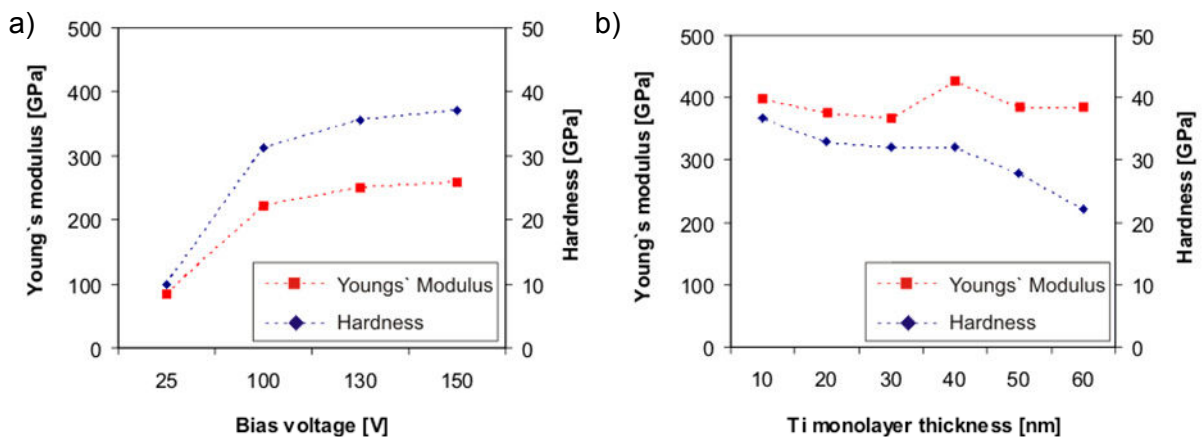 a)
500
400
300
200
100
0
Young`s modulus [GPa]
50
40
30
20
10
0
Hardness [GPa]
Youngs` Modulus
Hardness
25 100 130 150
Bias voltage [V]
b)
500
400
300
200
100
0
Young`s modulus [GPa]
50
40
30
20
10
0
Hardness [GPa]
Youngs` Modulus
Hardness
10 20 30 40 50 60
Ti monolayer thickness [nm]